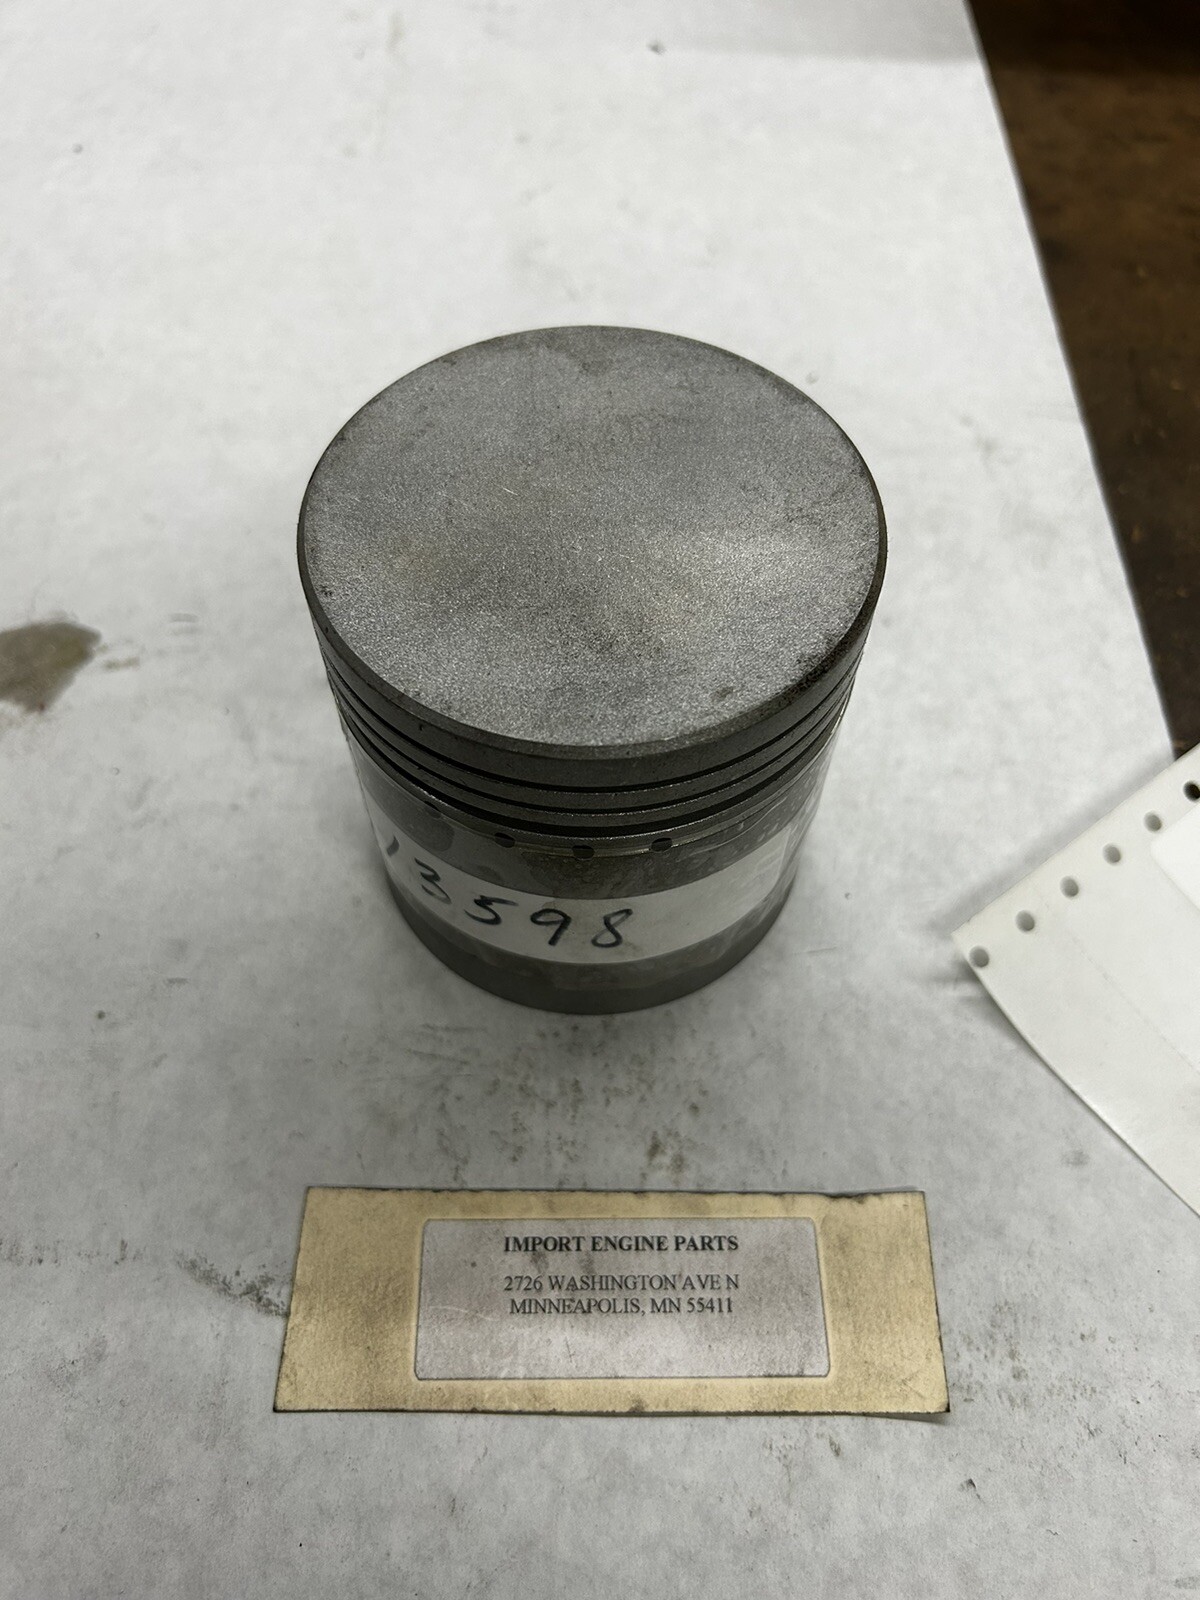 13598
IMPORT ENGINE PARTS
2726 WASHINGTON AVE N
MINNEAPOLIS, MN 55411